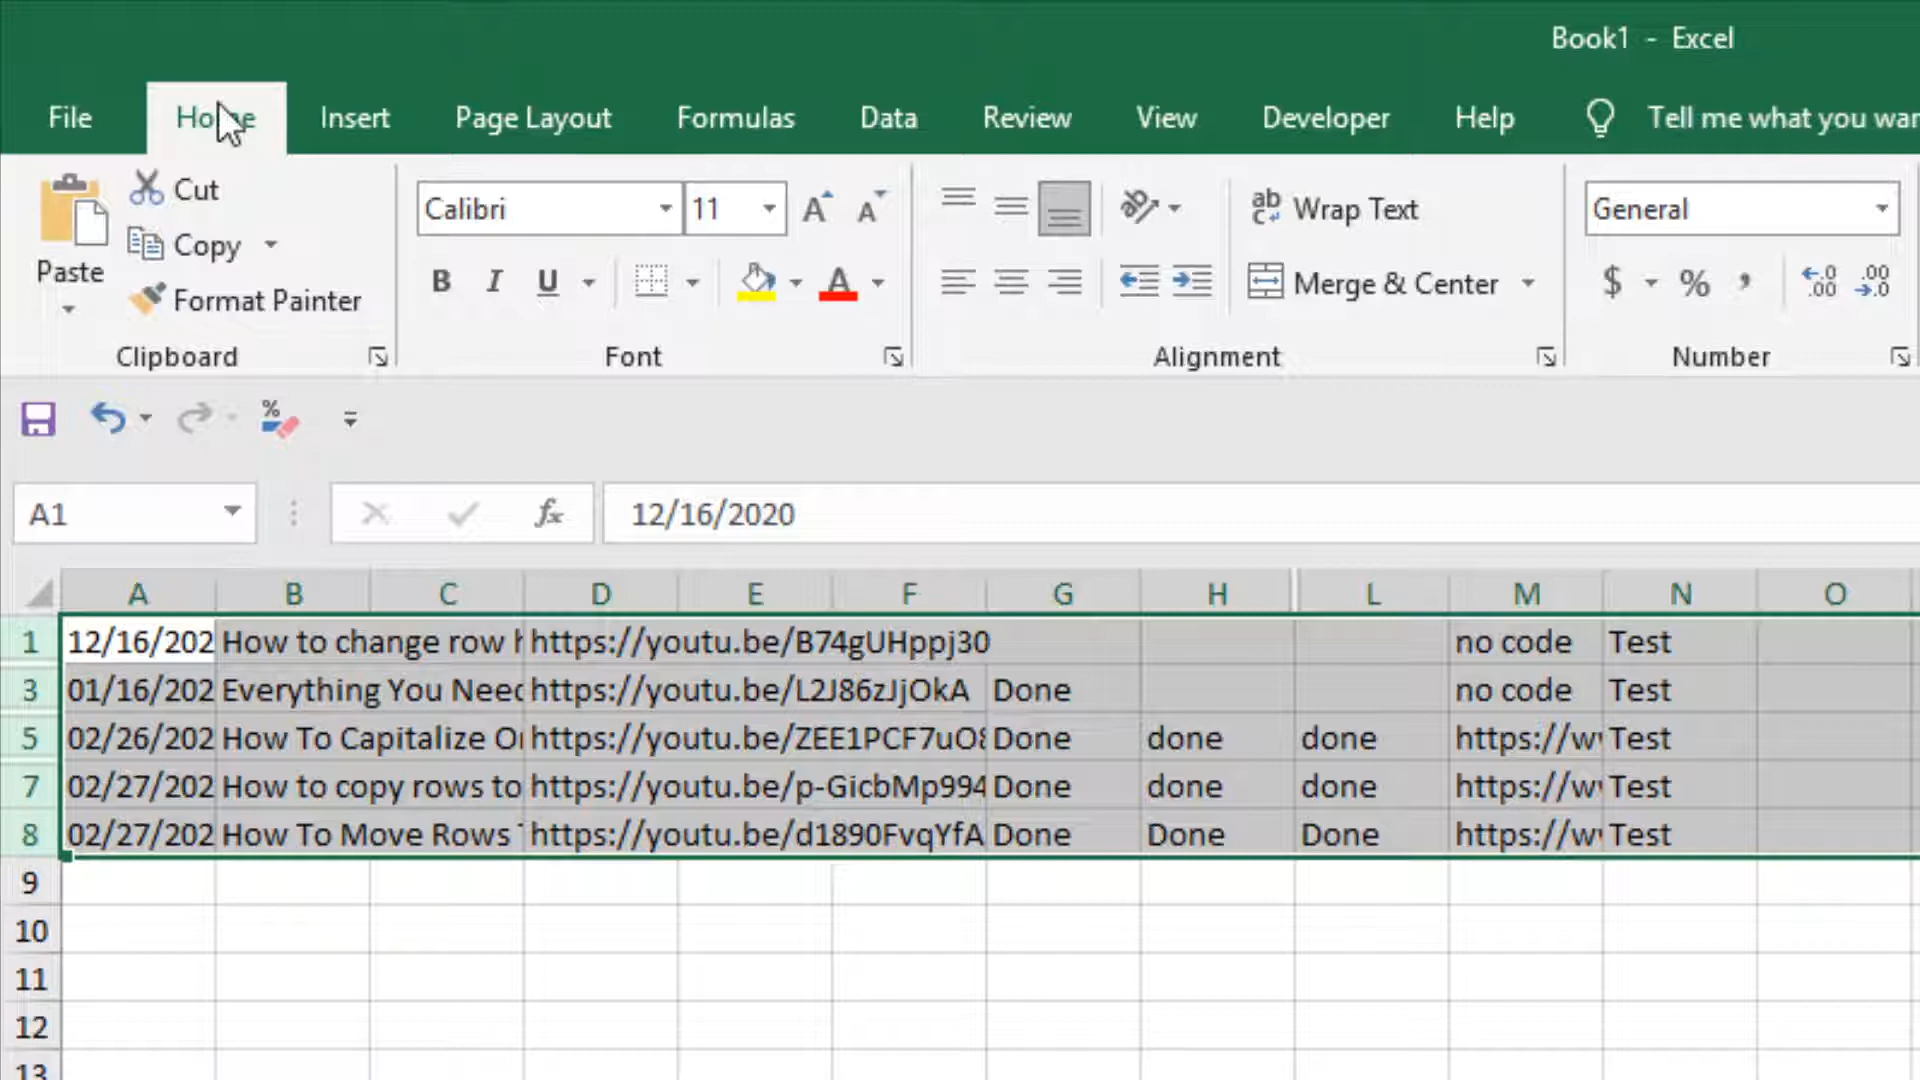 Book1 - Excel
File Home Insert Page Layout Formulas Data Review View Developer Help Tell me what you
Cut
Copy
Format Painter
Paste
Calibri 11
Wrap Text
General
B I U
Merge & Center
$ % ,
Clipboard Font Alignment Number
A1 fx 12/16/2020
A B C D E F G H L M N O
1 12/16/202 How to change row https://youtu.be/B74gUHppj30 no code Test
3 01/16/202 Everything You https://youtu.be/L2J86zJjOkA Done no code Test
5 02/26/202 How To Capitalize https://youtu.be/ZEE1PCF7uO Done done done https://w Test
7 02/27/202 How to copy rows to https://youtu.be/p-GicbMp994 Done done done https://w Test
8 02/27/202 How To Move Rows https://youtu.be/d1890FvqYfA Done Done Done https://w Test
9
10
11
12
13